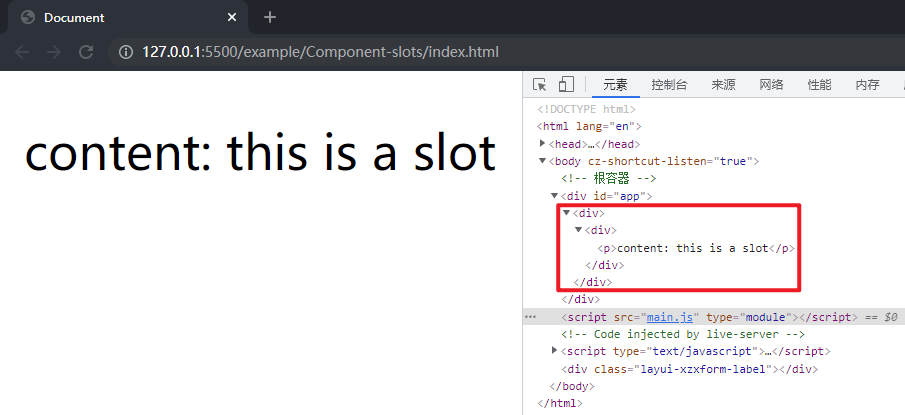 Document
127.0.0.1:5500/example/Component-slots/index.html
content: this is a slot
元素 控制台 来源 网络 性能 内存
<!DOCTYPE html>
<html lang="en">
<head>…</head>
<body cz-shortcut-listen="true">
<!-- 根容器 -->
<div id="app">
<div>
<div>
<p>content: this is a slot</p>
</div>
</div>
</div>
<script src="main.js" type="module"></script> == $0
<!-- Code injected by live-server -->
<script type="text/javascript">…</script>
<div class="layui-xzxform-label"></div>
</body>
</html>